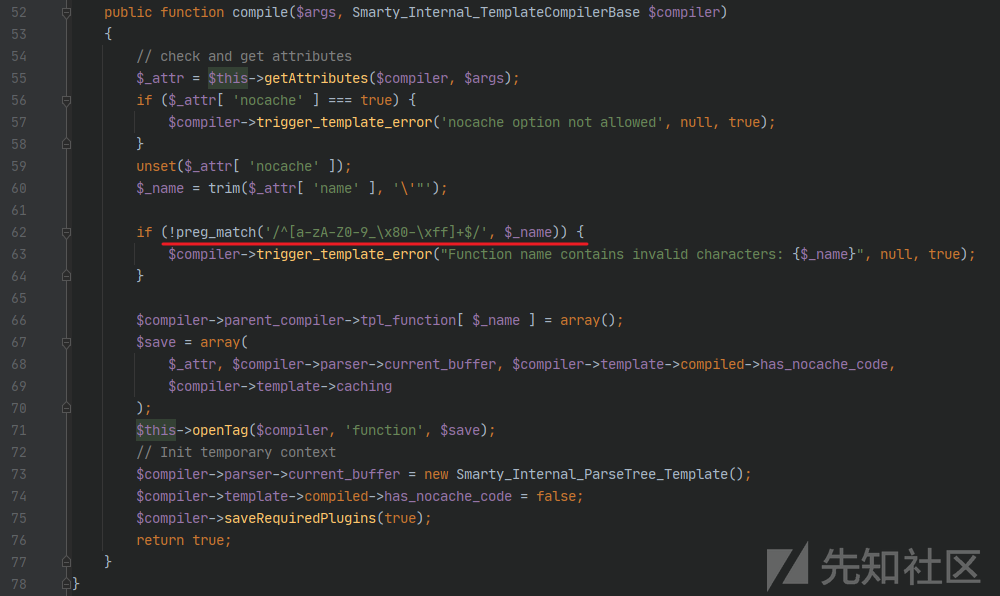 52 public function compile($args, Smarty_Internal_TemplateCompilerBase $compiler)
53 {
54 // check and get attributes
55 $_attr = $this->getAttributes($compiler, $args);
56 if ($_attr[ 'nocache' ] === true) {
57 $compiler->trigger_template_error('nocache option not allowed', null, true);
58 }
59 unset($_attr[ 'nocache' ]);
60 $_name = trim($_attr[ 'name' ], '\'"');
61
62 if (!preg_match('/^[a-zA-Z0-9_\x80-\xff]+$/', $_name)) {
63 $compiler->trigger_template_error("Function name contains invalid characters: {$_name}", null, true);
64 }
65
66 $compiler->parent_compiler->tpl_function[ $_name ] = array();
67 $save = array(
68 $_attr, $compiler->parser->current_buffer, $compiler->template->compiled->has_nocache_code,
69 $compiler->template->caching
70 );
71 $this->openTag($compiler, 'function', $save);
72 // Init temporary context
73 $compiler->parser->current_buffer = new Smarty_Internal_ParseTree_Template();
74 $compiler->template->compiled->has_nocache_code = false;
75 $compiler->saveRequiredPlugins(true);
76 return true;
77 }
78 }
先知社区